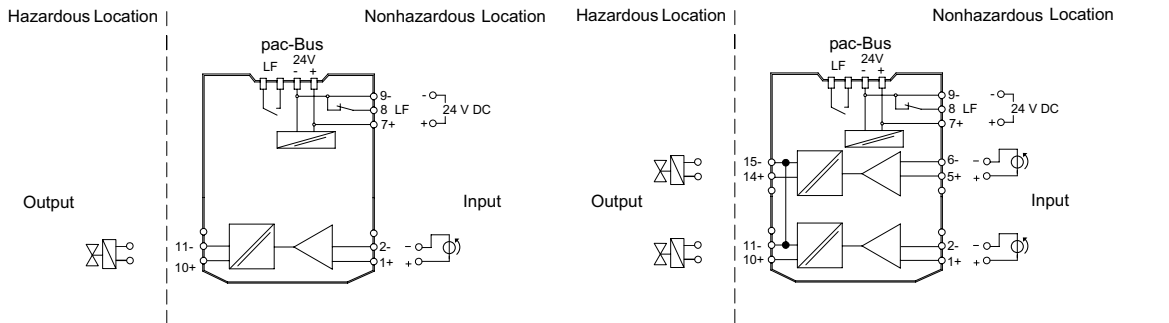 Hazardous Location
Nonhazardous Location
pac-Bus
24V
LF - +
9-
8 LF
7+
-
24 V DC
+
Output
Input
11-
10+
2-
1+
-
+
Hazardous Location
Nonhazardous Location
pac-Bus
24V
LF - +
9-
8 LF
7+
-
24 V DC
+
15-
14+
6-
5+
-
+
Output
Input
11-
10+
2-
1+
-
+